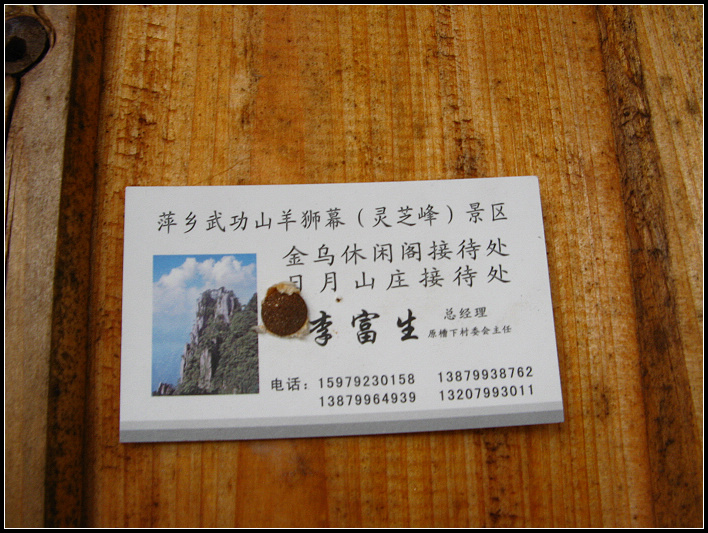 萍乡武功山羊狮幕（灵芝峰）景区
金乌休闲阁接待处
日月山庄接待处
李富生 总经理
原槽下村委会主任
电话：15979230158 13879938762
13879964939 13207993011